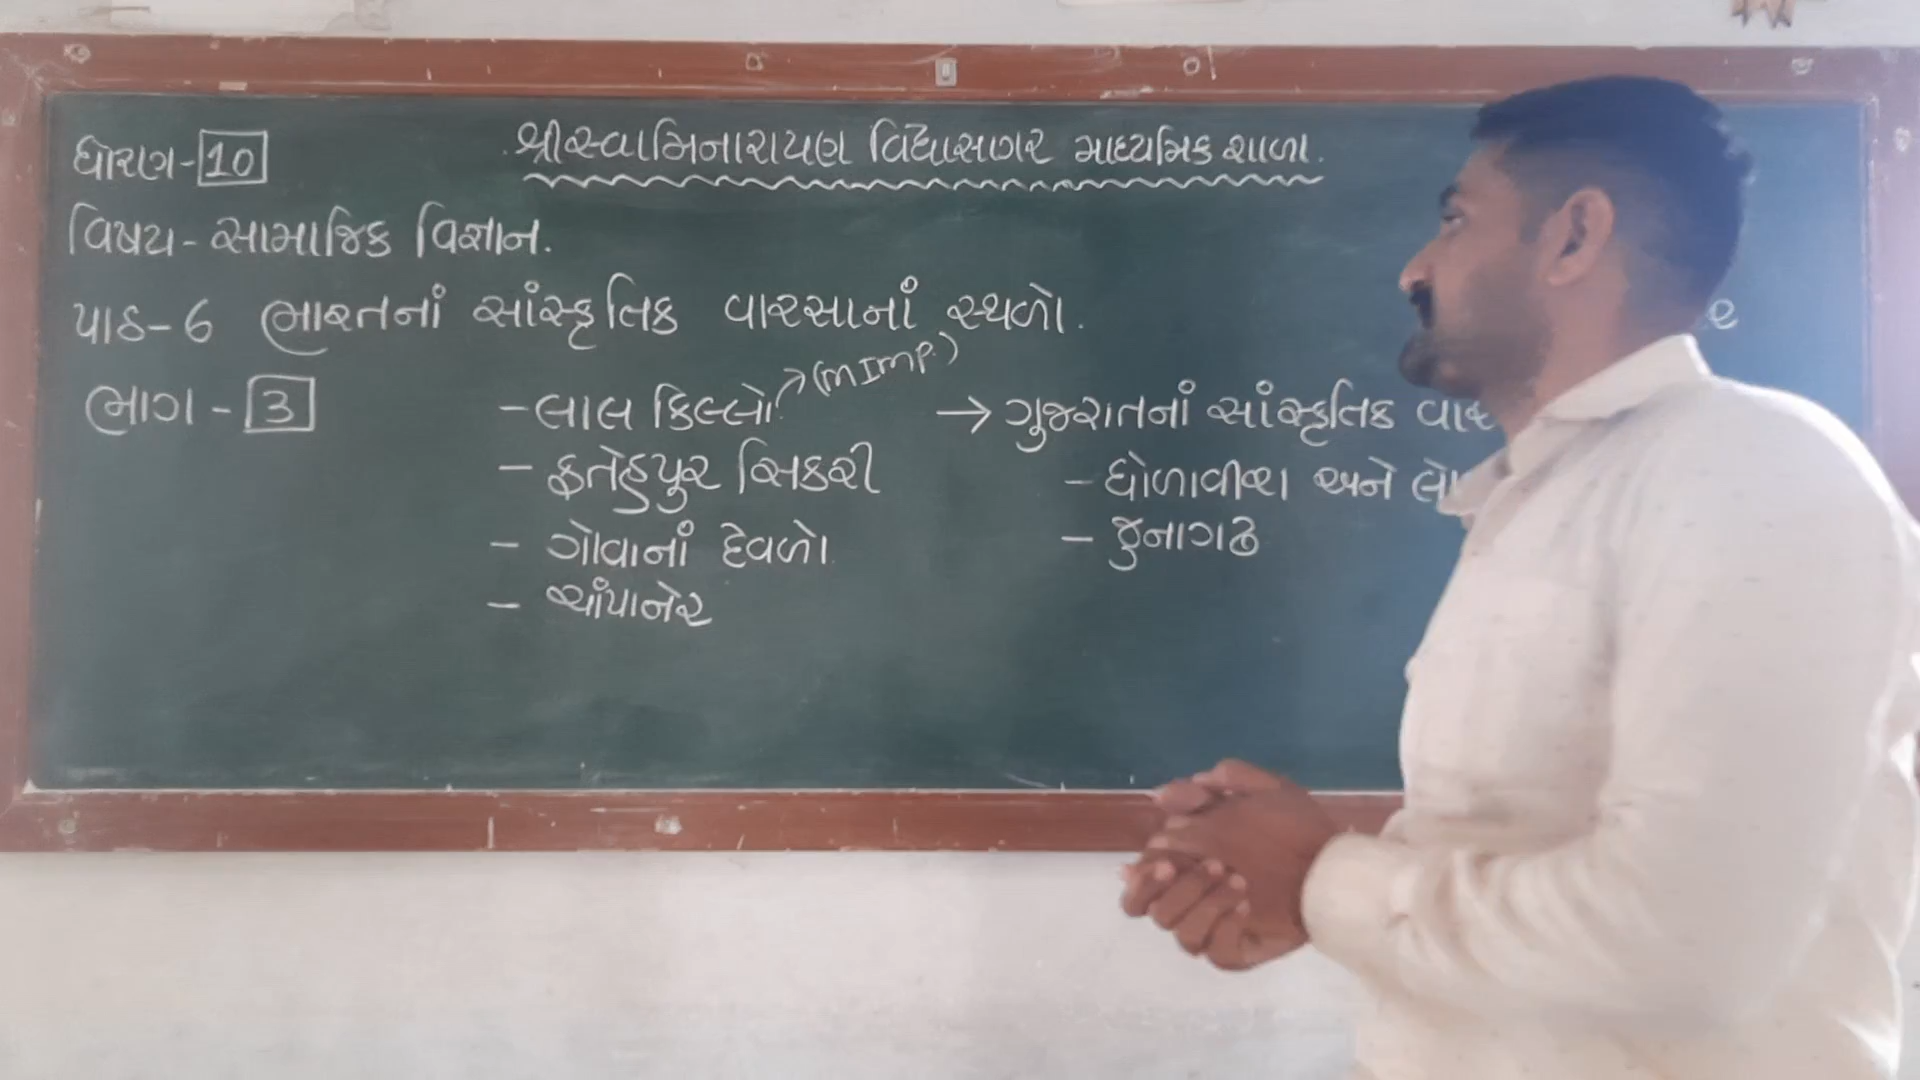 શ્રી સ્વામિનારાયણ વિદ્યાસાગર માધ્યમિક શાળા.
ધોરણ-10
વિષય-સામાજિક વિજ્ઞાન.
પાઠ-6 ભારતનાં સાંસ્કૃતિક વારસાનાં સ્થળો.
ભાગ-3
-લાલ કિલ્લો. → (MIMP.)
- ફતેહપુર સિકરી
- ગોવાનાં દેવળો
- ચાંપાનેર
→ ગુજરાતનાં સાંસ્કૃતિક
- ધોળાવીરા અને
- જુનાગઢ